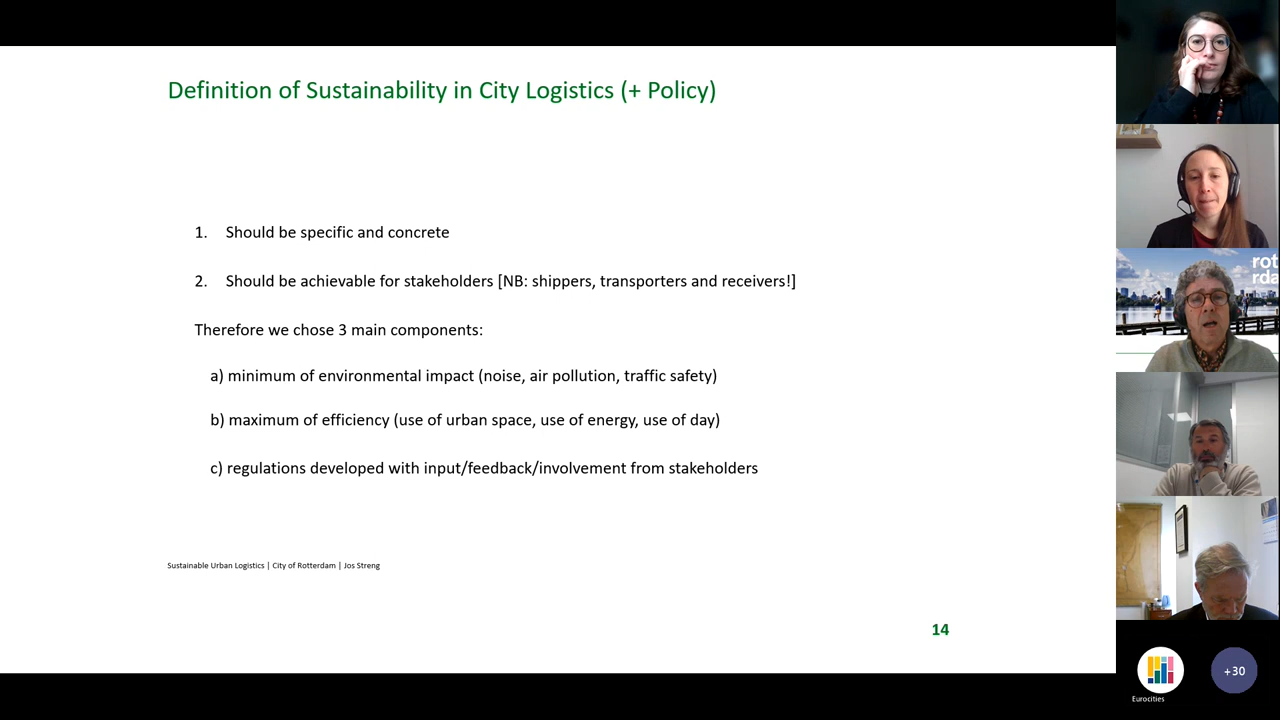 Definition of Sustainability in City Logistics (+ Policy)
1. Should be specific and concrete
2. Should be achievable for stakeholders [NB: shippers, transporters and receivers!]
Therefore we chose 3 main components:
a) minimum of environmental impact (noise, air pollution, traffic safety)
b) maximum of efficiency (use of urban space, use of energy, use of day)
c) regulations developed with input/feedback/involvement from stakeholders
Sustainable Urban Logistics | City of Rotterdam | Jos Streng
14
rot
rda
+30
Eurocities